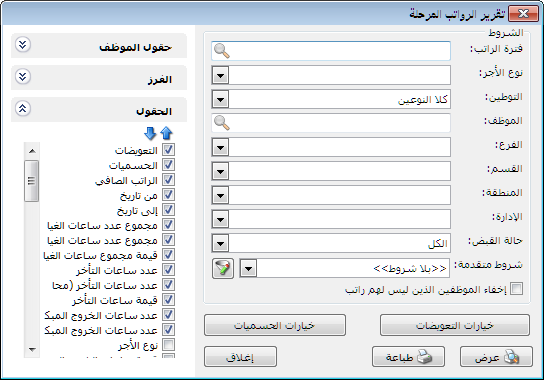 تقرير الرواتب المرحلة
الشروط
فترة الراتب:
نوع الأجر:
التوطين: كلا النوعين
الموظف:
الفرع:
القسم:
المنطقة:
الإدارة:
حالة القبض: الكل
شروط متقدمة: <<بلا شروط>>
إخفاء الموظفين الذين ليس لهم راتب
خيارات التعويضات
خيارات الحسميات
عرض
طباعة
إغلاق
حقول الموظف
الفرز
الحقول
التعويضات
الحسميات
الراتب الصافي
من تاريخ
إلى تاريخ
مجموع عدد ساعات الغيا
مجموع عدد ساعات الغيا
قيمة مجموع ساعات الغيا
عدد ساعات التأخر
عدد ساعات التأخر (محا
قيمة ساعات التأخر
عدد ساعات الخروج المبك
عدد ساعات الخروج المبك
نوع الأجر